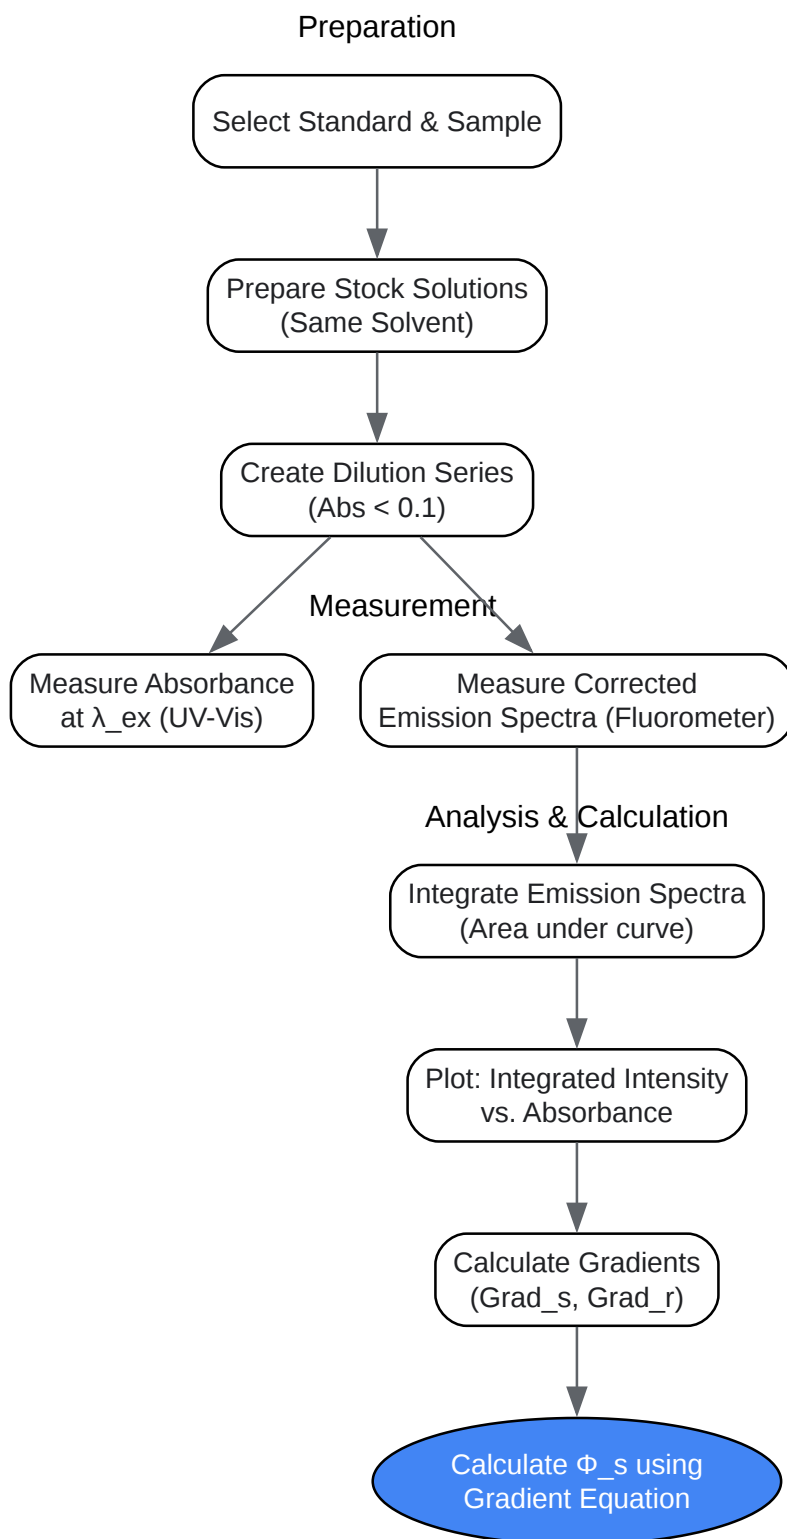 Preparation
Select Standard & Sample
Prepare Stock Solutions
(Same Solvent)
Create Dilution Series
(Abs < 0.1)
Measurement
Measure Absorbance
at λ_ex (UV-Vis)
Measure Corrected
Emission Spectra (Fluorometer)
Analysis & Calculation
Integrate Emission Spectra
(Area under curve)
Plot: Integrated Intensity
vs. Absorbance
Calculate Gradients
(Grad_s, Grad_r)
Calculate Φ_s using
Gradient Equation